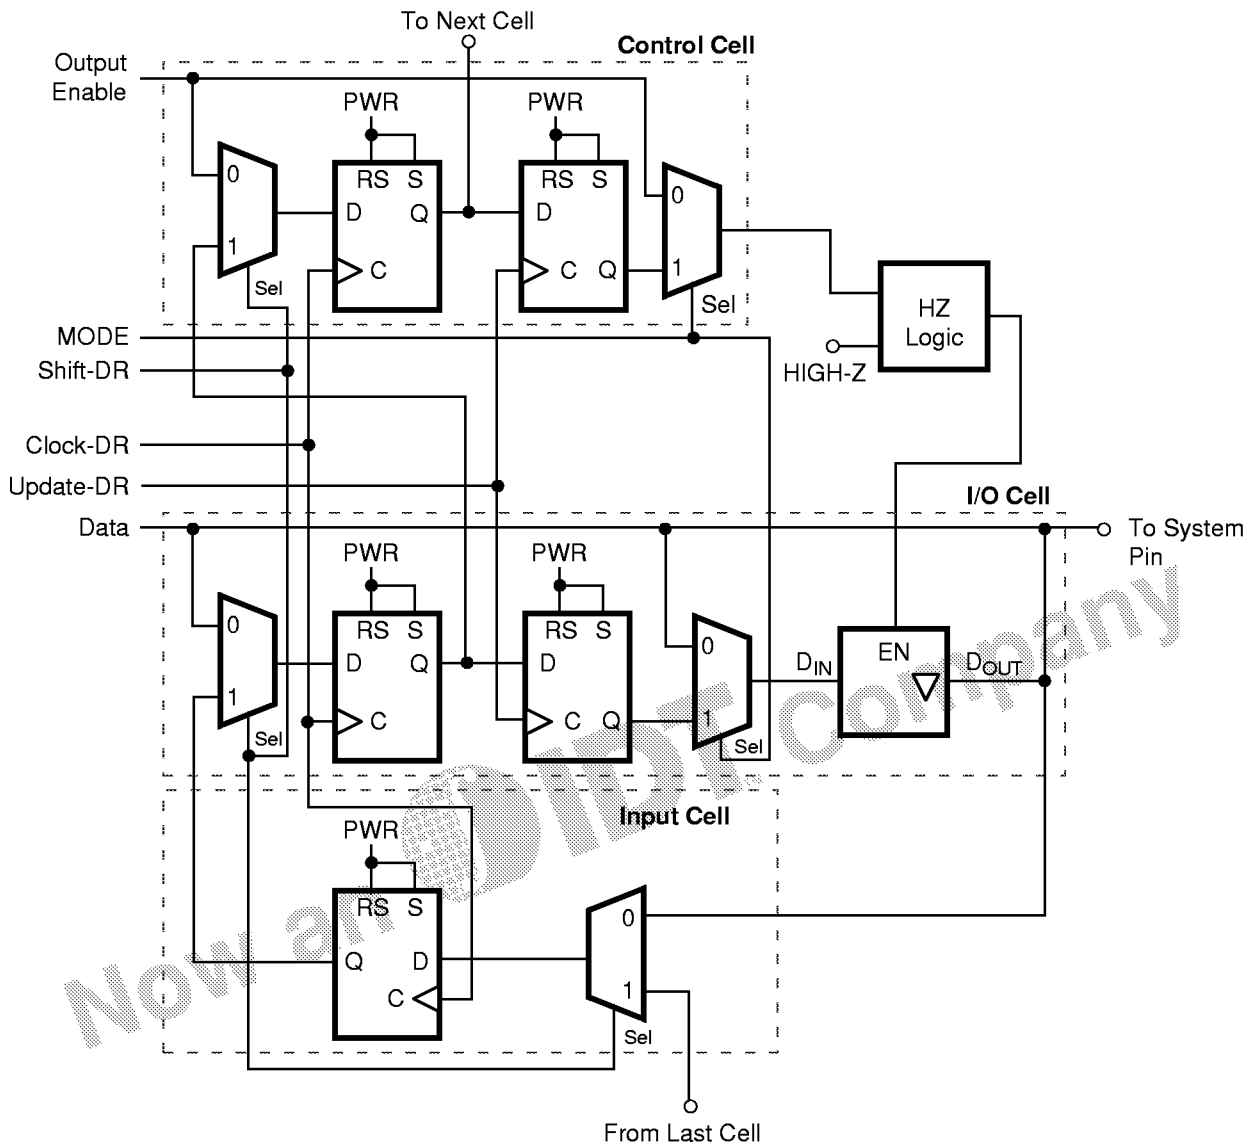 To Next Cell
Control Cell
Output
Enable
PWR
PWR
0
1
Sel
RS S
D Q
C
RS S
D
C Q
0
1
Sel
HZ
Logic
HIGH-Z
MODE
Shift-DR
Clock-DR
Update-DR
I/O Cell
Data
To System
Pin
PWR
PWR
0
1
Sel
RS S
D Q
C
RS S
D
C Q
0
1
Sel
DIN
EN
DOUT
Input Cell
PWR
RS S
Q D
C
0
1
Sel
From Last Cell
Now an IDT Company